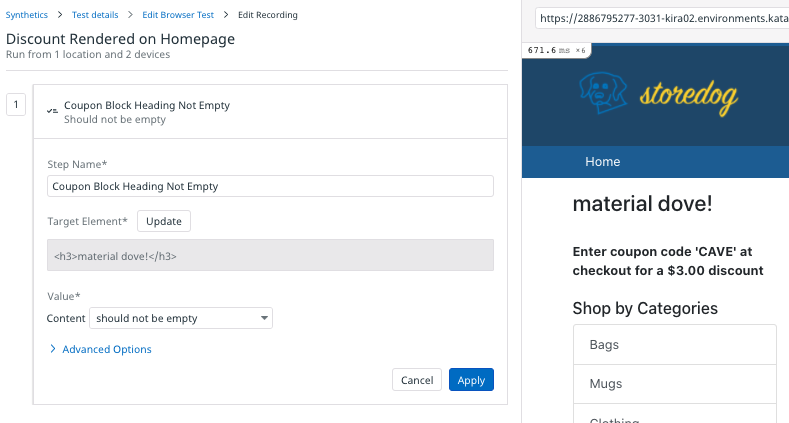 Synthetics > Test details > Edit Browser Test > Edit Recording
Discount Rendered on Homepage
Run from 1 location and 2 devices
1
Coupon Block Heading Not Empty
Should not be empty
Step Name*
Coupon Block Heading Not Empty
Target Element* Update
<h3>material dove!</h3>
Value*
Content should not be empty
Advanced Options
Cancel Apply
https://2886795277-3031-kira02.environments.kata
671.6 ms ×6
storedog
Home
material dove!
Enter coupon code 'CAVE' at
checkout for a $3.00 discount
Shop by Categories
Bags
Mugs
Clothing